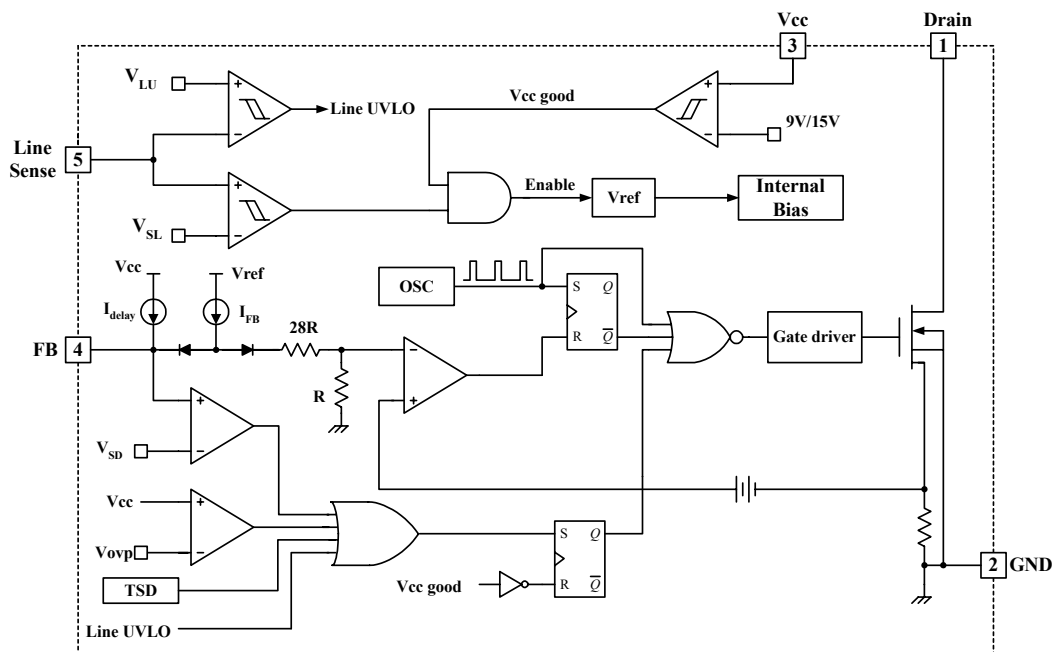 Vcc
Drain
3
1
V_LU
Line UVLO
Vcc good
9V/15V
Line
Sense
5
V_SL
Enable
Vref
Internal
Bias
Vcc
Vref
I_delay
I_FB
OSC
S
Q
R
Q̅
28R
R
FB
4
Gate driver
V_SD
Vcc
Vovp
TSD
Line UVLO
Vcc good
S
Q
R
Q̅
2
GND
+
−
+
−
+
−
−
+
+
−
+
−